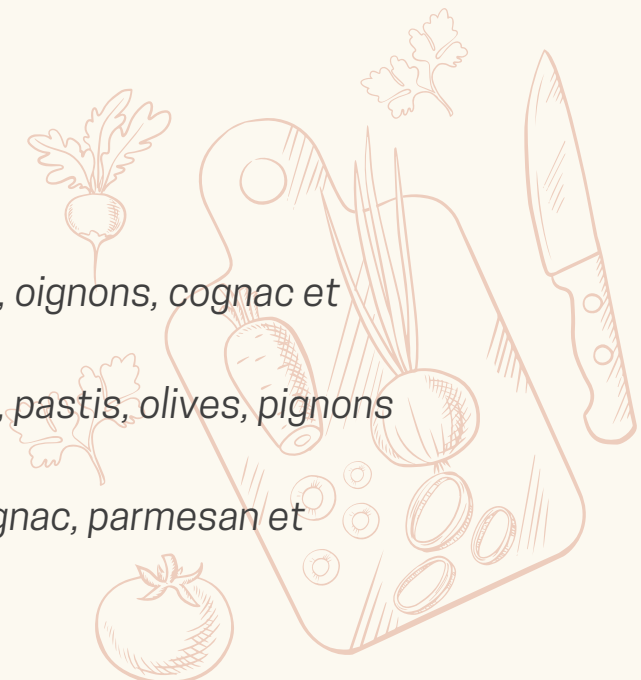 , oignons, cognac et
, pastis, olives, pignons
gnac, parmesan et